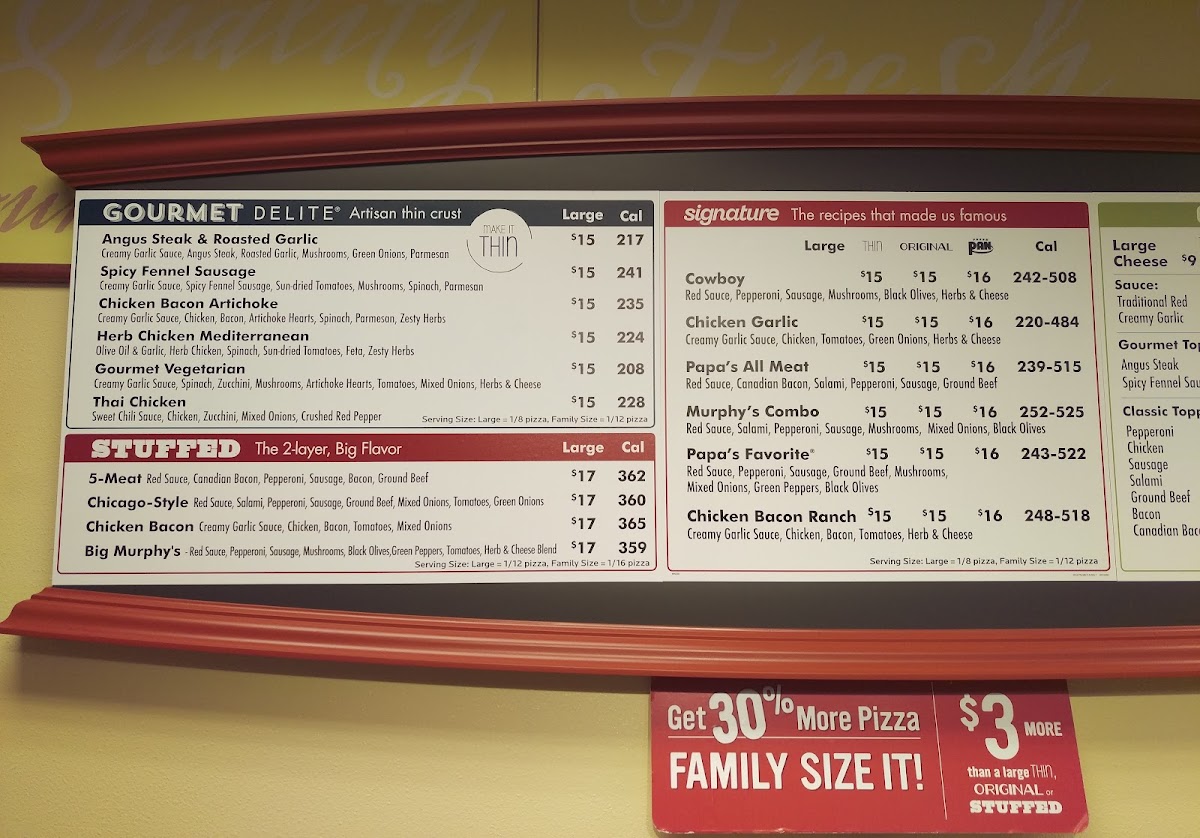 Quality Fresh
GOURMET DELITE® Artisan thin crust Large Cal
MAKE IT THIN
Angus Steak & Roasted Garlic $15 217
Creamy Garlic Sauce, Angus Steak, Roasted Garlic, Mushrooms, Green Onions, Parmesan
Spicy Fennel Sausage $15 241
Creamy Garlic Sauce, Spicy Fennel Sausage, Sun-dried Tomatoes, Mushrooms, Spinach, Parmesan
Chicken Bacon Artichoke $15 235
Creamy Garlic Sauce, Chicken, Bacon, Artichoke Hearts, Spinach, Parmesan, Zesty Herbs
Herb Chicken Mediterranean $15 224
Olive Oil & Garlic, Herb Chicken, Spinach, Sun-dried Tomatoes, Feta, Zesty Herbs
Gourmet Vegetarian $15 208
Creamy Garlic Sauce, Spinach, Zucchini, Mushrooms, Artichoke Hearts, Tomatoes, Mixed Onions, Herbs & Cheese
Thai Chicken $15 228
Sweet Chili Sauce, Chicken, Zucchini, Mixed Onions, Crushed Red Pepper
Serving Size: Large = 1/8 pizza, Family Size = 1/12 pizza
STUFFED The 2-layer, Big Flavor Large Cal
5-Meat Red Sauce, Canadian Bacon, Pepperoni, Sausage, Bacon, Ground Beef $17 362
Chicago-Style Red Sauce, Salami, Pepperoni, Sausage, Ground Beef, Mixed Onions, Tomatoes, Green Onions $17 360
Chicken Bacon Creamy Garlic Sauce, Chicken, Bacon, Tomatoes, Mixed Onions $17 365
Big Murphy's - Red Sauce, Pepperoni, Sausage, Mushrooms, Black Olives,Green Peppers, Tomatoes, Herb & Cheese Blend $17 359
Serving Size: Large = 1/12 pizza, Family Size = 1/16 pizza
signature The recipes that made us famous
Large THIN ORIGINAL PAN Cal
Cowboy $15 $15 $16 242-508
Red Sauce, Pepperoni, Sausage, Mushrooms, Black Olives, Herbs & Cheese
Chicken Garlic $15 $15 $16 220-484
Creamy Garlic Sauce, Chicken, Tomatoes, Green Onions, Herbs & Cheese
Papa's All Meat $15 $15 $16 239-515
Red Sauce, Canadian Bacon, Salami, Pepperoni, Sausage, Ground Beef
Murphy's Combo $15 $15 $16 252-525
Red Sauce, Salami, Pepperoni, Sausage, Mushrooms, Mixed Onions, Black Olives
Papa's Favorite® $15 $15 $16 243-522
Red Sauce, Pepperoni, Sausage, Ground Beef, Mushrooms,
Mixed Onions, Green Peppers, Black Olives
Chicken Bacon Ranch $15 $15 $16 248-518
Creamy Garlic Sauce, Chicken, Bacon, Tomatoes, Herb & Cheese
Serving Size: Large = 1/8 pizza, Family Size = 1/12 pizza
Large
Cheese $9
Sauce:
Traditional Red
Creamy Garlic
Gourmet Top
Angus Steak
Spicy Fennel Sau
Classic Topp
Pepperoni
Chicken
Sausage
Salami
Ground Beef
Bacon
Canadian Bac
Get 30% More Pizza
FAMILY SIZE IT!
$3 MORE
than a large THIN,
ORIGINAL or
STUFFED